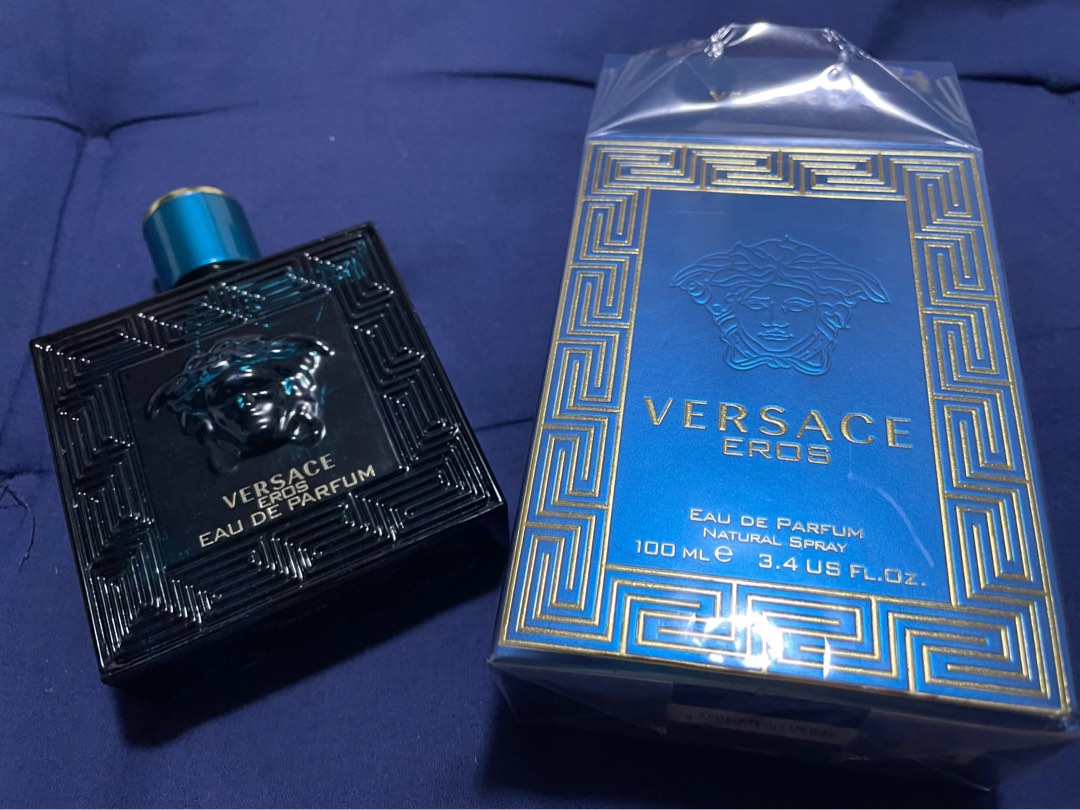 VERSACE
EROS
EAU DE PARFUM
VERSACE
EROS
EAU DE PARFUM
NATURAL SPRAY
100 ML e 3.4 US FL.OZ.